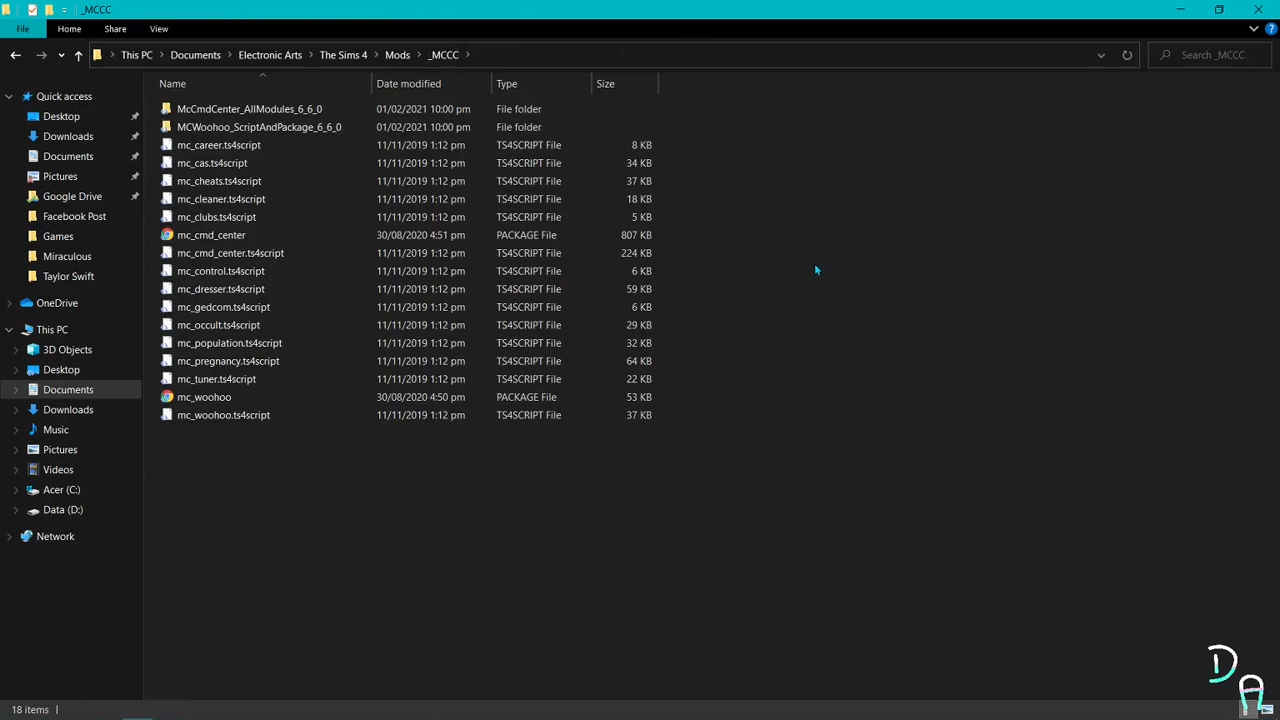 _MCCC
File Home Share View
This PC Documents Electronic Arts The Sims 4 Mods _MCCC Search _MCCC
Name Date modified Type Size
Quick access
Desktop
Downloads
Documents
Pictures
Google Drive
Facebook Post
Games
Miraculous
Taylor Swift
OneDrive
This PC
3D Objects
Desktop
Documents
Downloads
Music
Pictures
Videos
Acer (C:)
Data (D:)
Network
McCmdCenter_AllModules_6_6_0 01/02/2021 10:00 pm File folder
MCWoohoo_ScriptAndPackage_6_6_0 01/02/2021 10:00 pm File folder
mc_career.ts4script 11/11/2019 1:12 pm TS4SCRIPT File 8 KB
mc_cas.ts4script 11/11/2019 1:12 pm TS4SCRIPT File 34 KB
mc_cheats.ts4script 11/11/2019 1:12 pm TS4SCRIPT File 37 KB
mc_cleaner.ts4script 11/11/2019 1:12 pm TS4SCRIPT File 18 KB
mc_clubs.ts4script 11/11/2019 1:12 pm TS4SCRIPT File 5 KB
mc_cmd_center 30/08/2020 4:51 pm PACKAGE File 807 KB
mc_cmd_center.ts4script 11/11/2019 1:12 pm TS4SCRIPT File 224 KB
mc_control.ts4script 11/11/2019 1:12 pm TS4SCRIPT File 6 KB
mc_dresser.ts4script 11/11/2019 1:12 pm TS4SCRIPT File 59 KB
mc_gedcom.ts4script 11/11/2019 1:12 pm TS4SCRIPT File 6 KB
mc_occult.ts4script 11/11/2019 1:12 pm TS4SCRIPT File 29 KB
mc_population.ts4script 11/11/2019 1:12 pm TS4SCRIPT File 32 KB
mc_pregnancy.ts4script 11/11/2019 1:12 pm TS4SCRIPT File 64 KB
mc_tuner.ts4script 11/11/2019 1:12 pm TS4SCRIPT File 22 KB
mc_woohoo 30/08/2020 4:50 pm PACKAGE File 53 KB
mc_woohoo.ts4script 11/11/2019 1:12 pm TS4SCRIPT File 37 KB
18 items
D
A